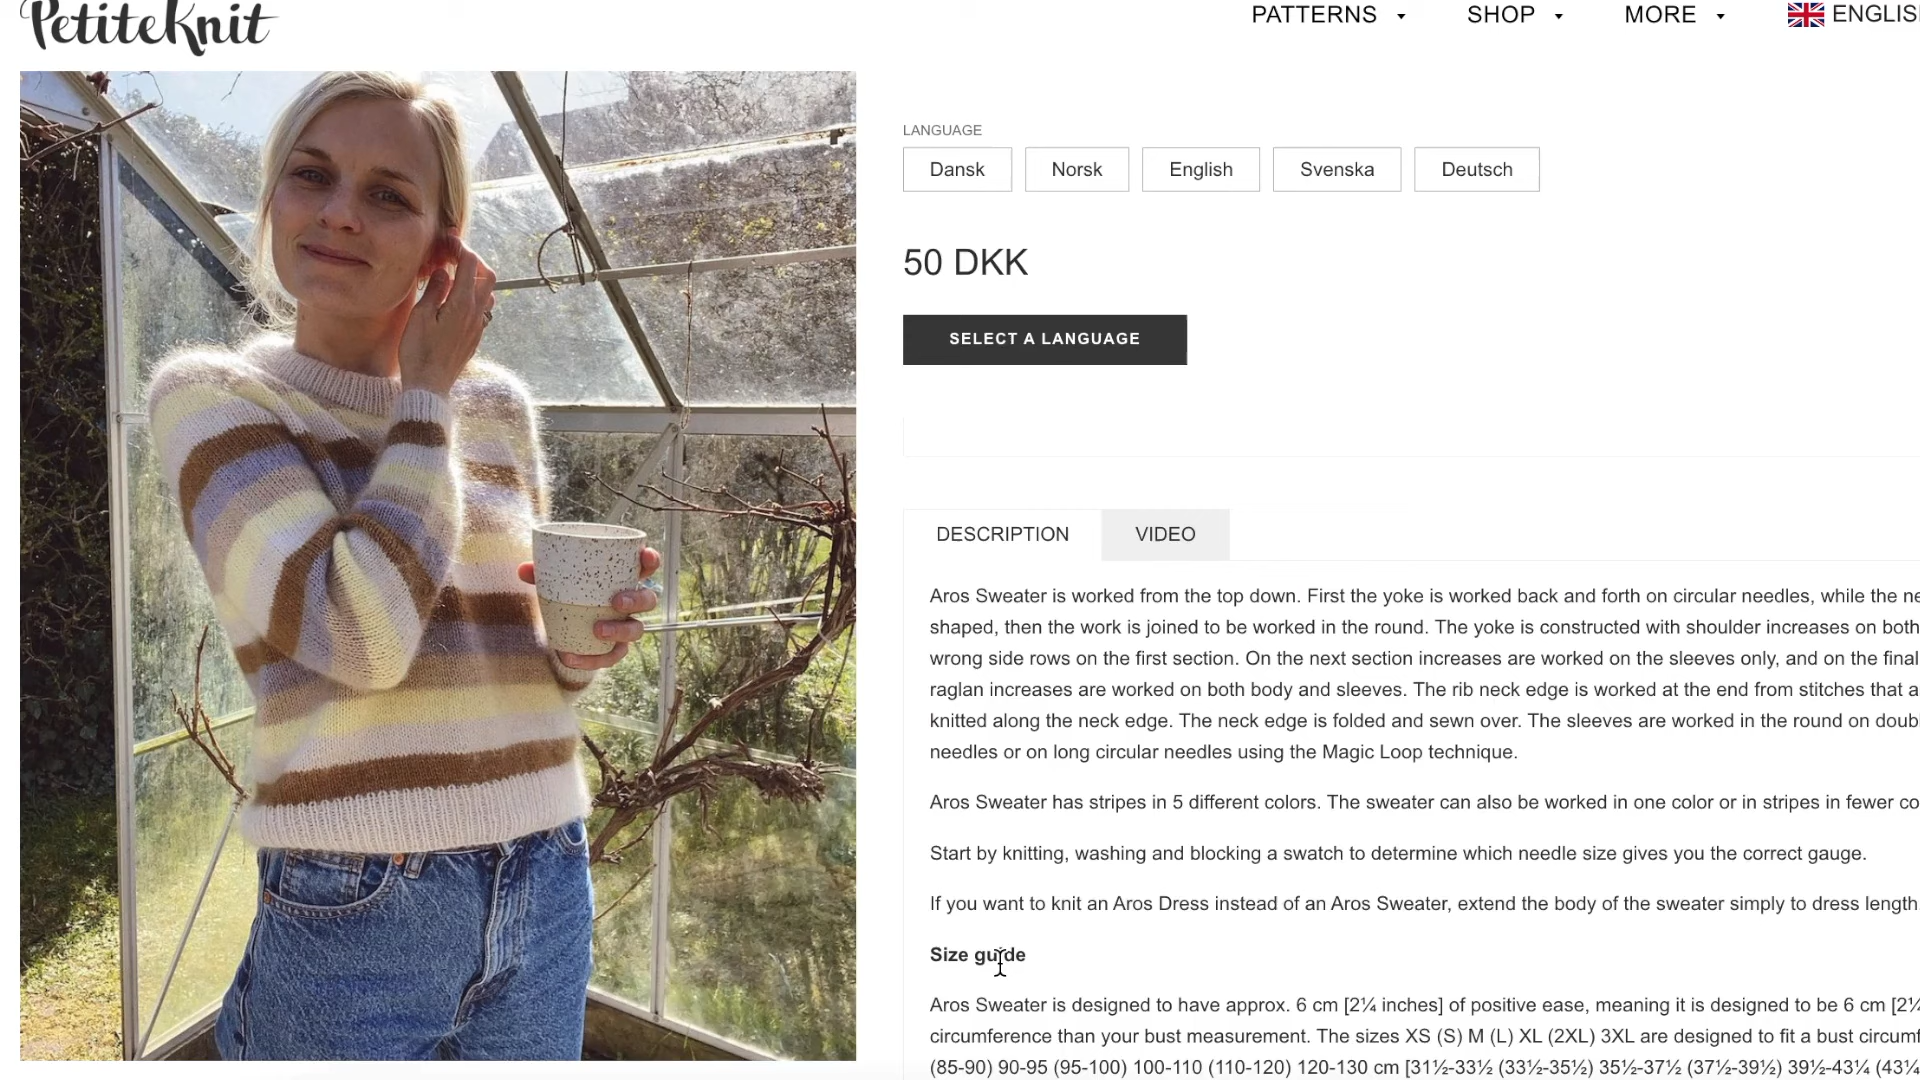 PetiteKnit
PATTERNS
SHOP
MORE
ENGLIS
LANGUAGE
Dansk
Norsk
English
Svenska
Deutsch
50 DKK
SELECT A LANGUAGE
DESCRIPTION
VIDEO
Aros Sweater is worked from the top down. First the yoke is worked back and forth on circular needles, while the ne
shaped, then the work is joined to be worked in the round. The yoke is constructed with shoulder increases on both
wrong side rows on the first section. On the next section increases are worked on the sleeves only, and on the final
raglan increases are worked on both body and sleeves. The rib neck edge is worked at the end from stitches that a
knitted along the neck edge. The neck edge is folded and sewn over. The sleeves are worked in the round on doubl
needles or on long circular needles using the Magic Loop technique.
Aros Sweater has stripes in 5 different colors. The sweater can also be worked in one color or in stripes in fewer co
Start by knitting, washing and blocking a swatch to determine which needle size gives you the correct gauge.
If you want to knit an Aros Dress instead of an Aros Sweater, extend the body of the sweater simply to dress length.
Size guide
Aros Sweater is designed to have approx. 6 cm [2¼ inches] of positive ease, meaning it is designed to be 6 cm [2¼
circumference than your bust measurement. The sizes XS (S) M (L) XL (2XL) 3XL are designed to fit a bust circumf
(85-90) 90-95 (95-100) 100-110 (110-120) 120-130 cm [31½-33½ (33½-35½) 35½-37½ (37½-39½) 39½-43¼ (43¼